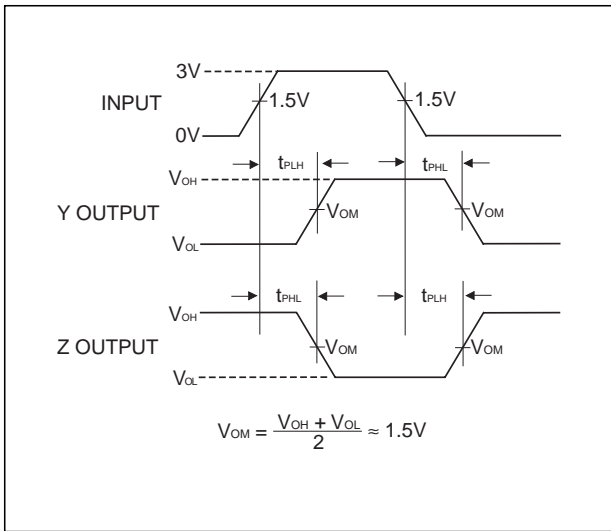 3V
INPUT
1.5V
1.5V
0V
tPLH
tPHL
VOH
Y OUTPUT
VOM
VOM
VOL
tPHL
tPLH
VOH
Z OUTPUT
VOM
VOM
VOL
VOM = VOH + VOL / 2 ≈ 1.5V